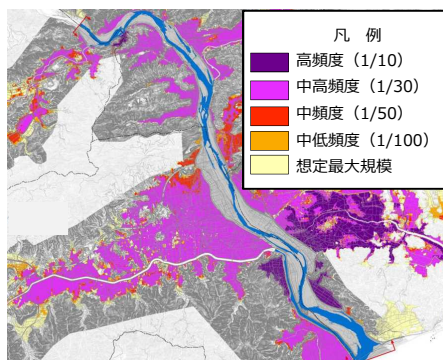 凡 例
高頻度（1/10）
中高頻度（1/30）
中頻度（1/50）
中低頻度（1/100）
想定最大規模